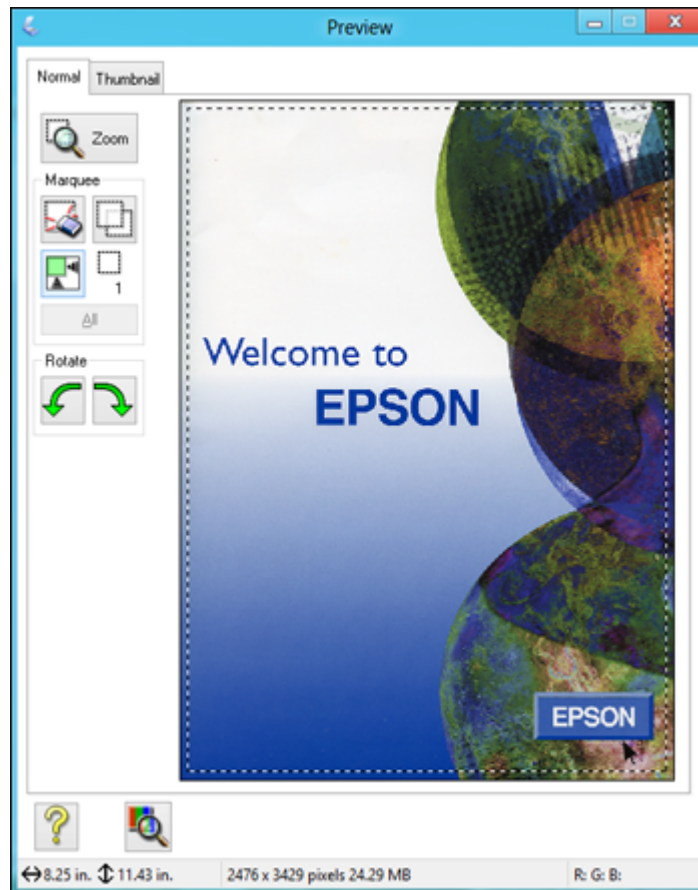 Preview
Normal Thumbnail
Zoom
Marquee
1
All
Rotate
Welcome to
EPSON
EPSON
8.25 in. 11.43 in. 2476 x 3429 pixels 24.29 MB R: G: B: